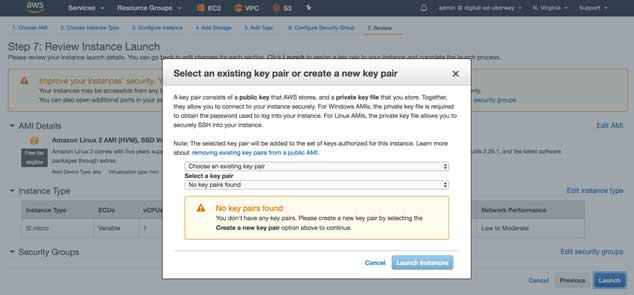 aws
Services
Resource Groups
EC2
VPC
S3
admin @ digital-ed-uberway
N. Virginia
Support
1. Choose AMI
2. Choose Instance Type
3. Configure Instance
4. Add Storage
5. Add Tags
6. Configure Security Group
7. Review
Step 7: Review Instance Launch
Please review your instance launch details. You can go back to edit changes for each section. Click Launch to assign a key pair to your instance and complete the launch process.
Improve your instances' security. Y
Your instances may be accessible from any I
You can also open additional ports in your se
security groups
AMI Details
Edit AMI
Amazon Linux 2 AMI (HVM), SSD Vo
Free tier
eligible
Amazon Linux 2 comes with five years suppo
utils 2.29.1, and the latest software
packages through extras.
Root Device Type: ebs
Virtualization type: hvm
Instance Type
Edit instance type
Instance Type
ECUs
vCPUs
Network Performance
t2.micro
Variable
1
Low to Moderate
Security Groups
Edit security groups
Cancel
Previous
Launch
Select an existing key pair or create a new key pair
A key pair consists of a public key that AWS stores, and a private key file that you store. Together,
they allow you to connect to your instance securely. For Windows AMIs, the private key file is required
to obtain the password used to log into your instance. For Linux AMIs, the private key file allows you to
securely SSH into your instance.
Note: The selected key pair will be added to the set of keys authorized for this instance. Learn more
about removing existing key pairs from a public AMI.
Choose an existing key pair
Select a key pair
No key pairs found
No key pairs found
You don't have any key pairs. Please create a new key pair by selecting the
Create a new key pair option above to continue.
Cancel
Launch Instances